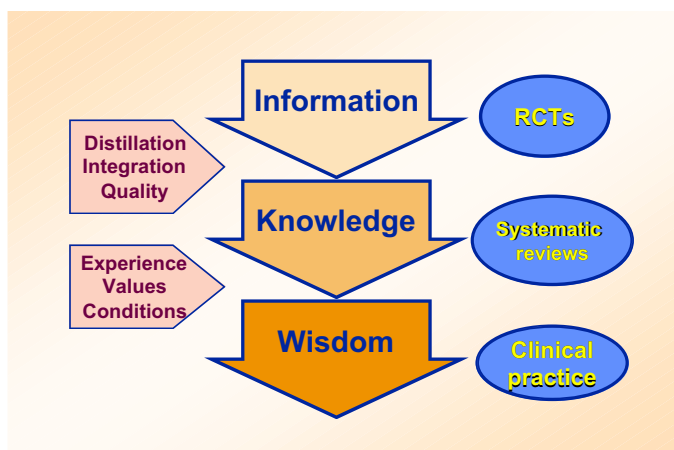 Information
RCTs
Distillation
Integration
Quality
Knowledge
Systematic
reviews
Experience
Values
Conditions
Wisdom
Clinical
practice